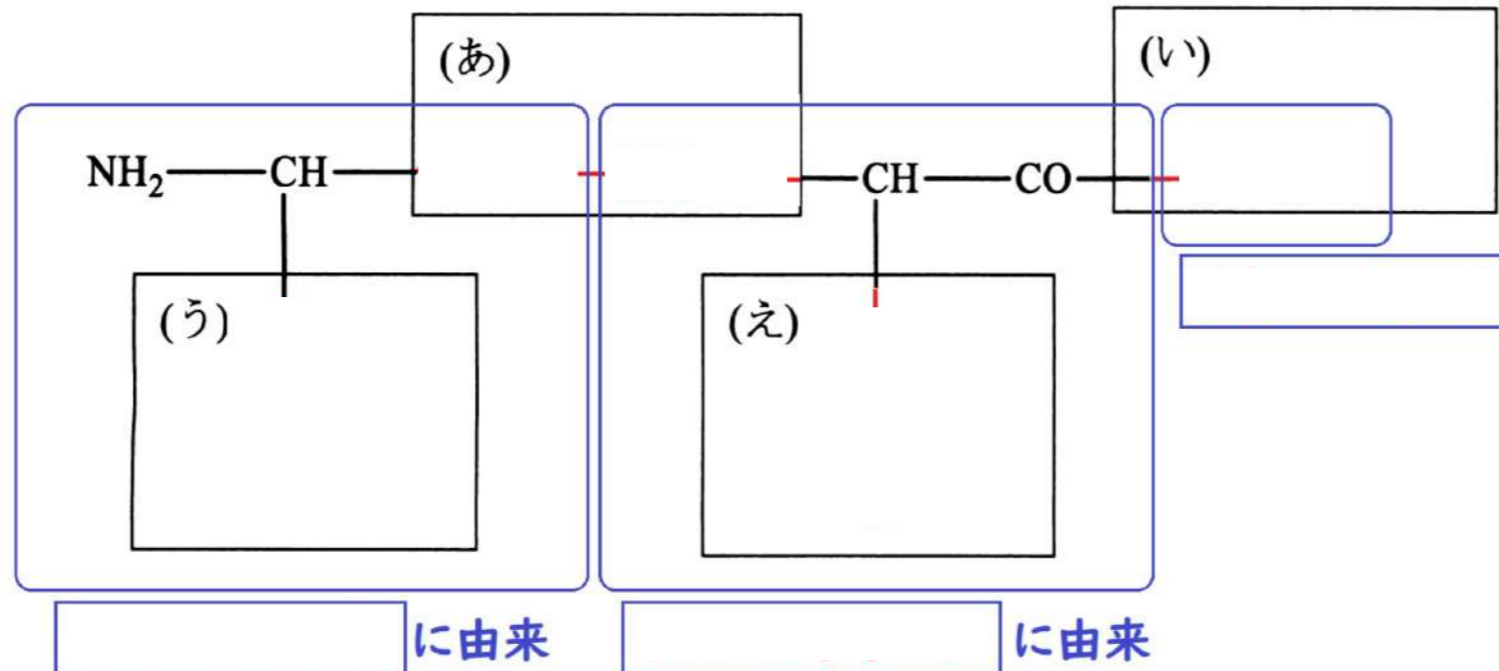 (あ)
(い)
NH₂—CH—
—CH—CO—
(う)
(え)
に由来
に由来